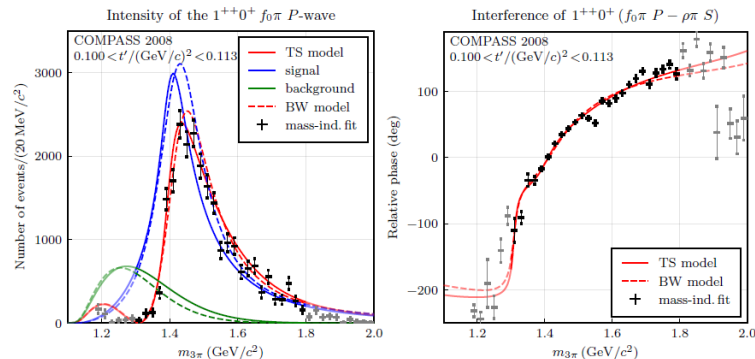 Intensity of the 1⁺⁺0⁺ f₀π P-wave
COMPASS 2008
0.100 < t′/(GeV/c)² < 0.113
TS model
signal
background
BW model
mass-ind. fit
Number of events/(20 MeV/c²)
3000
2000
1000
0
1.2
1.4
1.6
1.8
2.0
m₃π (GeV/c²)
Interference of 1⁺⁺0⁺ (f₀π P − ρπ S)
COMPASS 2008
0.100 < t′/(GeV/c)² < 0.113
TS model
BW model
mass-ind. fit
Relative phase (deg)
100
0
−100
−200
1.2
1.4
1.6
1.8
2.0
m₃π (GeV/c²)